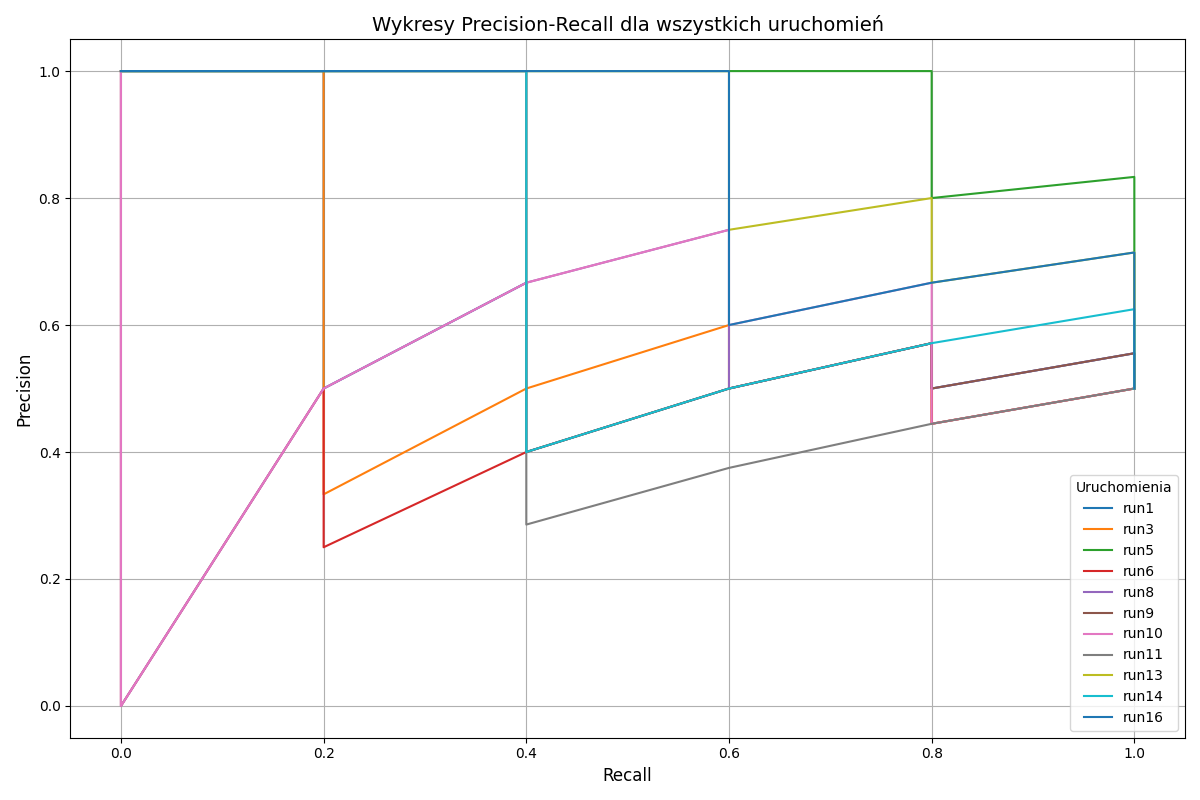 Wykresy Precision-Recall dla wszystkich uruchomień
1.0
0.8
0.6
0.4
0.2
0.0
Precision
0.0 0.2 0.4 0.6 0.8 1.0
Recall
Uruchomienia
run1
run3
run5
run6
run8
run9
run10
run11
run13
run14
run16